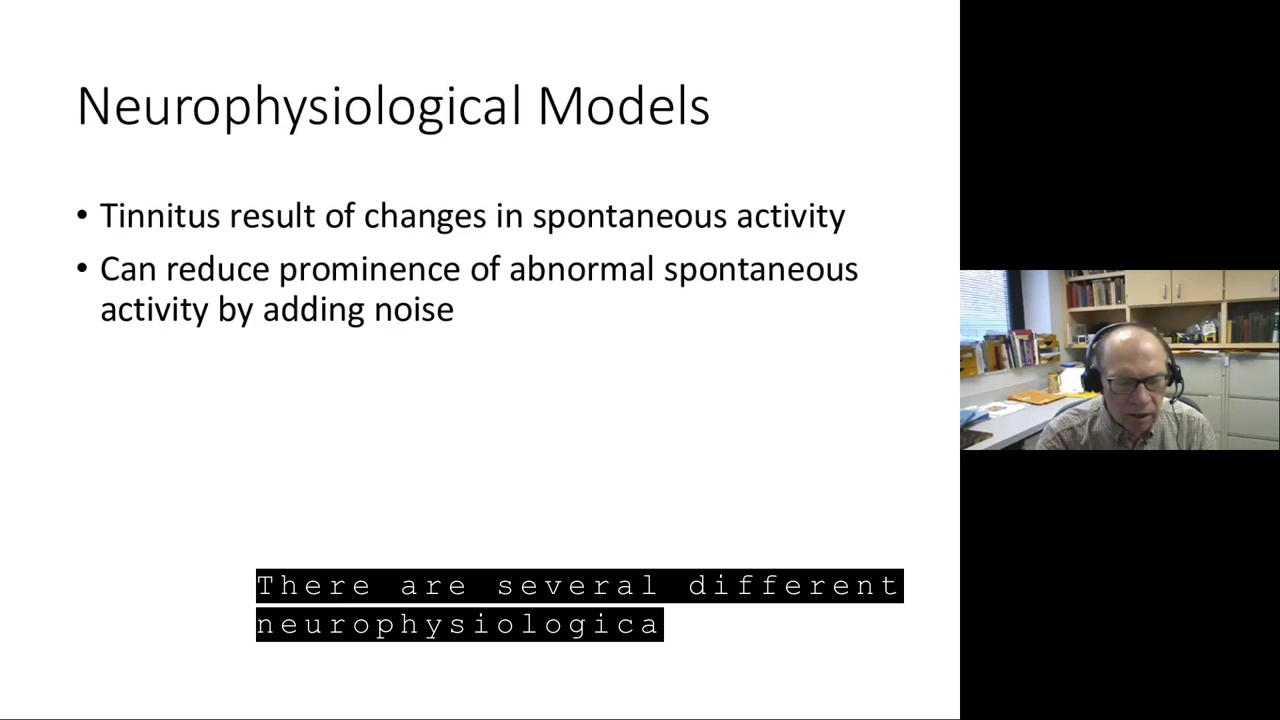 Neurophysiological Models
• Tinnitus result of changes in spontaneous activity
• Can reduce prominence of abnormal spontaneous
activity by adding noise
There are several different
neurophysiologica